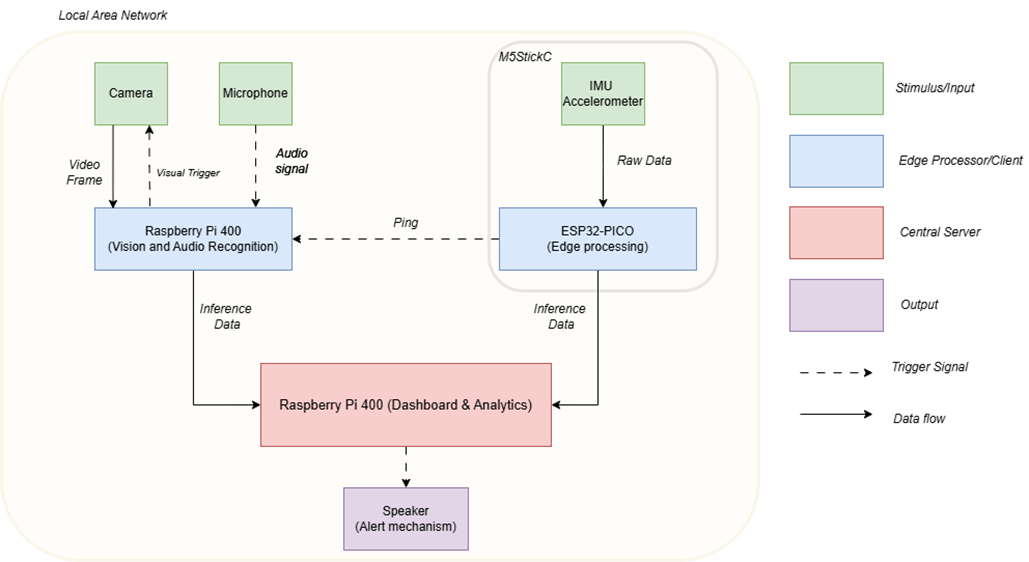 Local Area Network
M5StickC
Camera
Microphone
IMU
Accelerometer
Stimulus/Input
Video
Frame
Visual Trigger
Audio
signal
Raw Data
Edge Processor/Client
Raspberry Pi 400
(Vision and Audio Recognition)
Ping
ESP32-PICO
(Edge processing)
Central Server
Inference
Data
Inference
Data
Output
Raspberry Pi 400 (Dashboard & Analytics)
Trigger Signal
Data flow
Speaker
(Alert mechanism)